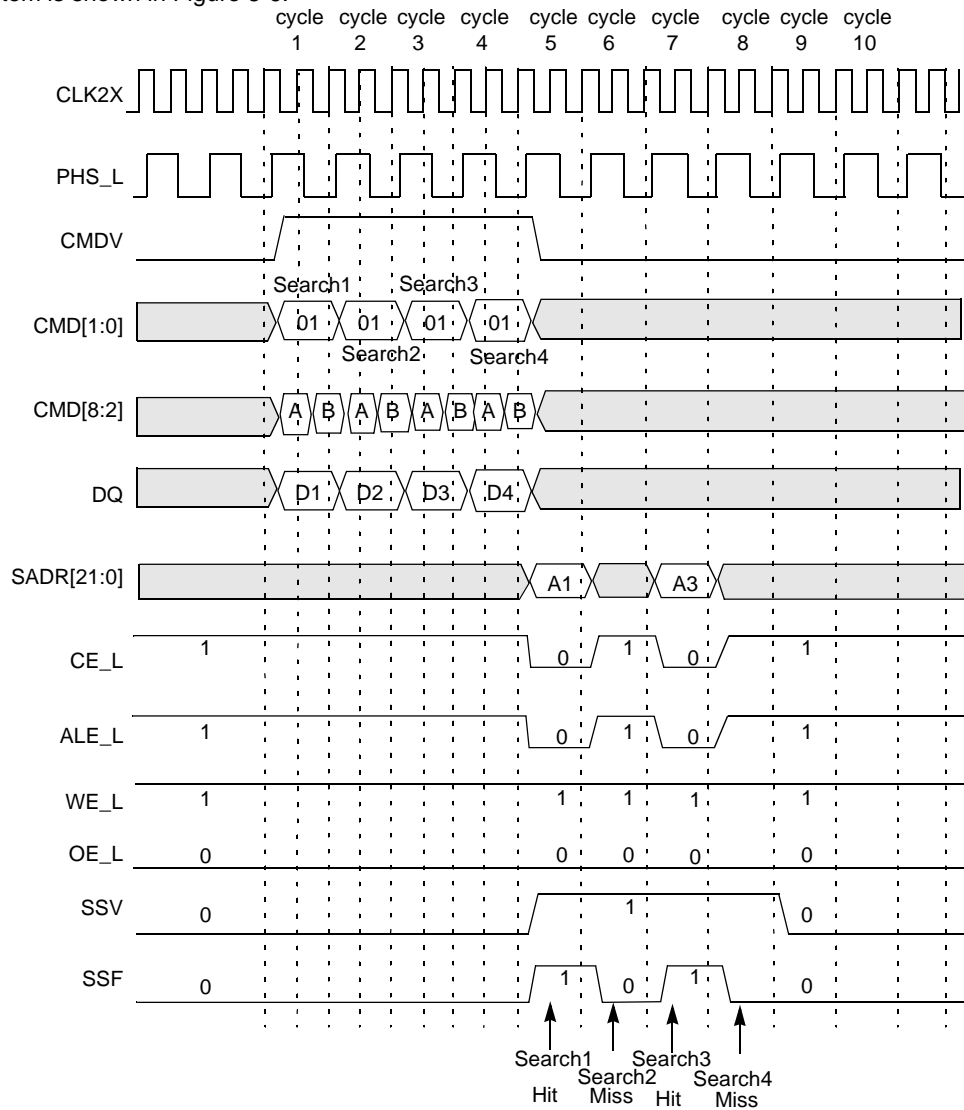 tem is shown in Figure
cycle cycle cycle cycle cycle cycle cycle cycle cycle cycle
1 2 3 4 5 6 7 8 9 10
CLK2X
PHS_L
CMDV
Search1 Search3
CMD[1:0] 01 01 01 01
Search2 Search4
CMD[8:2] A B A B A B A B
DQ D1 D2 D3 D4
SADR[21:0] A1 A3
CE_L 1 0 1 0 1
ALE_L 1 0 1 0 1
WE_L 1 1 1 1 1
OE_L 0 0 0 0 0
SSV 0 1 0
SSF 0 1 0 1 0
Search1 Search3
Search2 Search4
Hit Miss Hit Miss